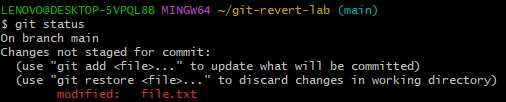 LENOVO@DESKTOP-5VPQL8B MINGW64 ~/git-revert-lab (main)
$ git status
On branch main
Changes not staged for commit:
  (use "git add <file>..." to update what will be committed)
  (use "git restore <file>..." to discard changes in working directory)
        modified:   file.txt